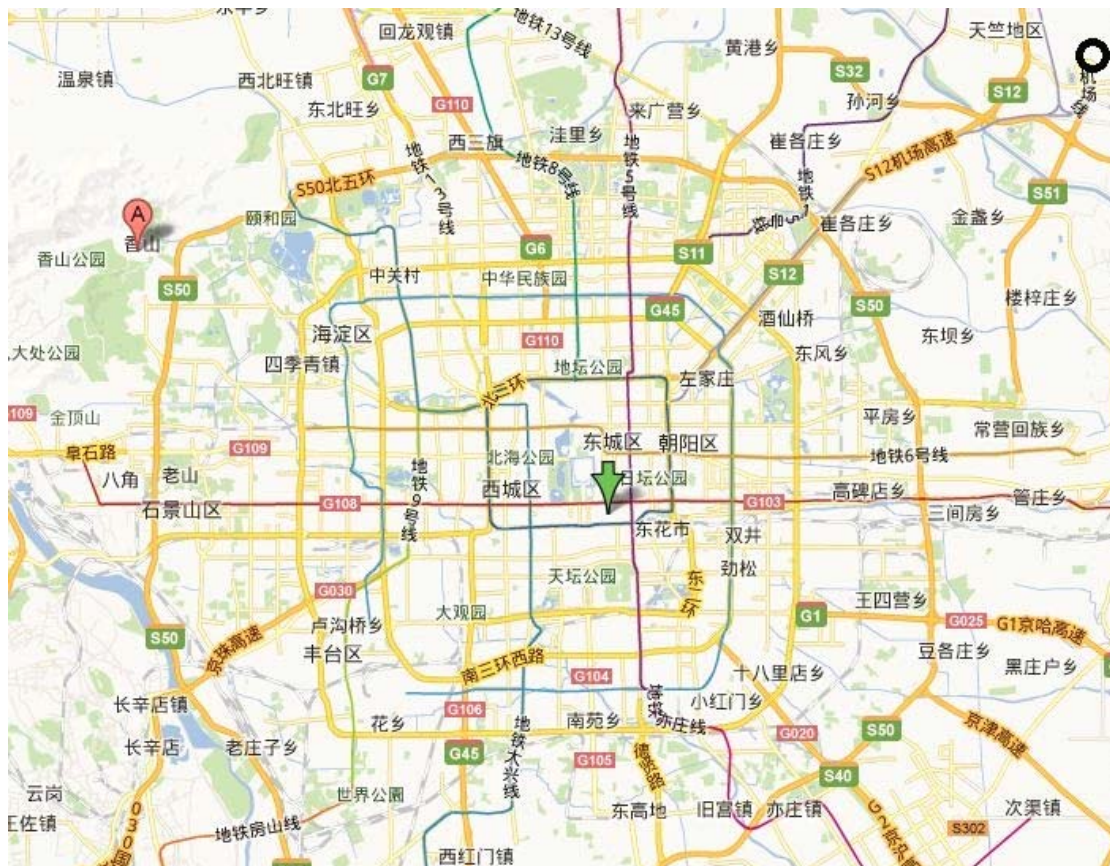 回龙观镇
地铁13号线
天竺地区
黄港乡
温泉镇
西北旺镇
G7
S32
机场线
S12
G110
孙河乡
东北旺乡
来广营乡
洼里乡
崔各庄乡
西三旗
地铁5号线
S12机场高速
地铁13号线
地铁8号线
S50北五环
地铁15号线
S51
A
颐和园
崔各庄乡
金盏乡
香山
G6
S11
香山公园
中关村
中华民族园
S12
S50
S50
楼梓庄乡
G45
酒仙桥
海淀区
G110
东坝乡
大处公园
四季青镇
地坛公园
东风乡
左家庄
北三环
109
金顶山
平房乡
常营回族乡
东城区
朝阳区
G109
阜石路
北海公园
地铁6号线
八角
老山
地铁9号线
西城区
日坛公园
G108
G103
高碑店乡
管庄乡
石景山区
三间房乡
东花市
双井
天坛公园
劲松
东二环
G030
王四营乡
大观园
G1
G025
G1京哈高速
卢沟桥乡
S50
京珠高速
丰台区
豆各庄乡
黑庄户乡
南三环西路
十八里店乡
G104
小红门乡
长辛店镇
G106
地铁亦庄线
花乡
南苑乡
地铁大兴线
G020
S50
京津高速
长辛店
老庄子乡
G45
G105
德贺路
S40
云岗
世界公園
东高地
旧宫镇
亦庄镇
次渠镇
王佐镇
地铁房山线
G2京沪
S302
030国
西红门镇